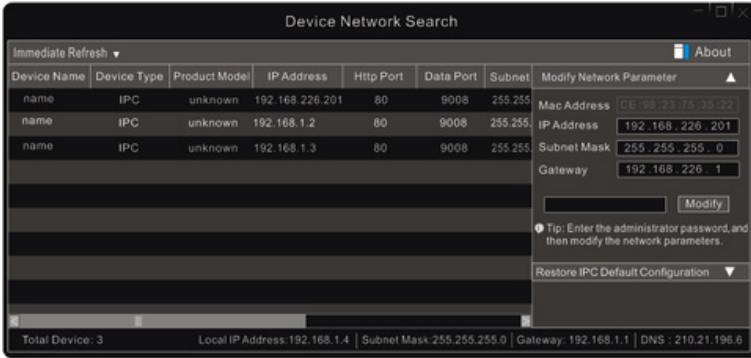 Device Network Search
Immediate Refresh ▼
About
Device Name Device Type Product Model IP Address Http Port Data Port Subnet
name IPC unknown 192.168.226.201 80 9008 255.255
name IPC unknown 192.168.1.2 80 9008 255.255.
name IPC unknown 192.168.1.3 80 9008 255.255
Modify Network Parameter ▲
Mac Address CE:98:23:75:35:22
IP Address 192.168.226.201
Subnet Mask 255.255.255.0
Gateway 192.168.226.1
Modify
Tip: Enter the administrator password, and
then modify the network parameters.
Restore IPC Default Configuration ▼
Total Device: 3 Local IP Address:192.168.1.4 Subnet Mask:255.255.255.0 Gateway: 192.168.1.1 DNS : 210.21.196.6